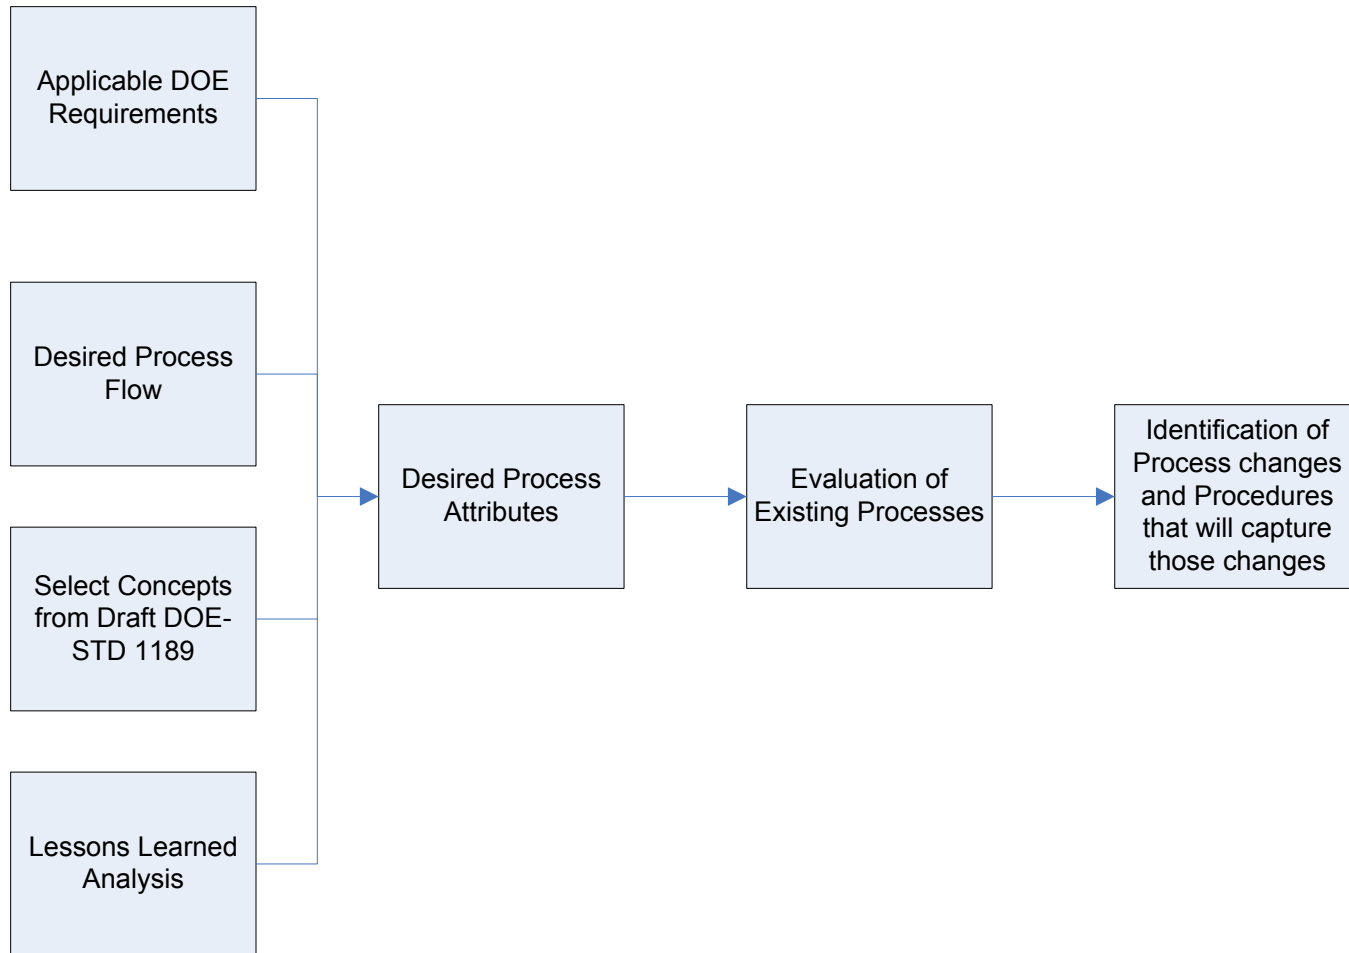 Applicable DOE
Requirements
Desired Process
Flow
Select Concepts
from Draft DOE-
STD 1189
Lessons Learned
Analysis
Desired Process
Attributes
Evaluation of
Existing Processes
Identification of
Process changes
and Procedures
that will capture
those changes